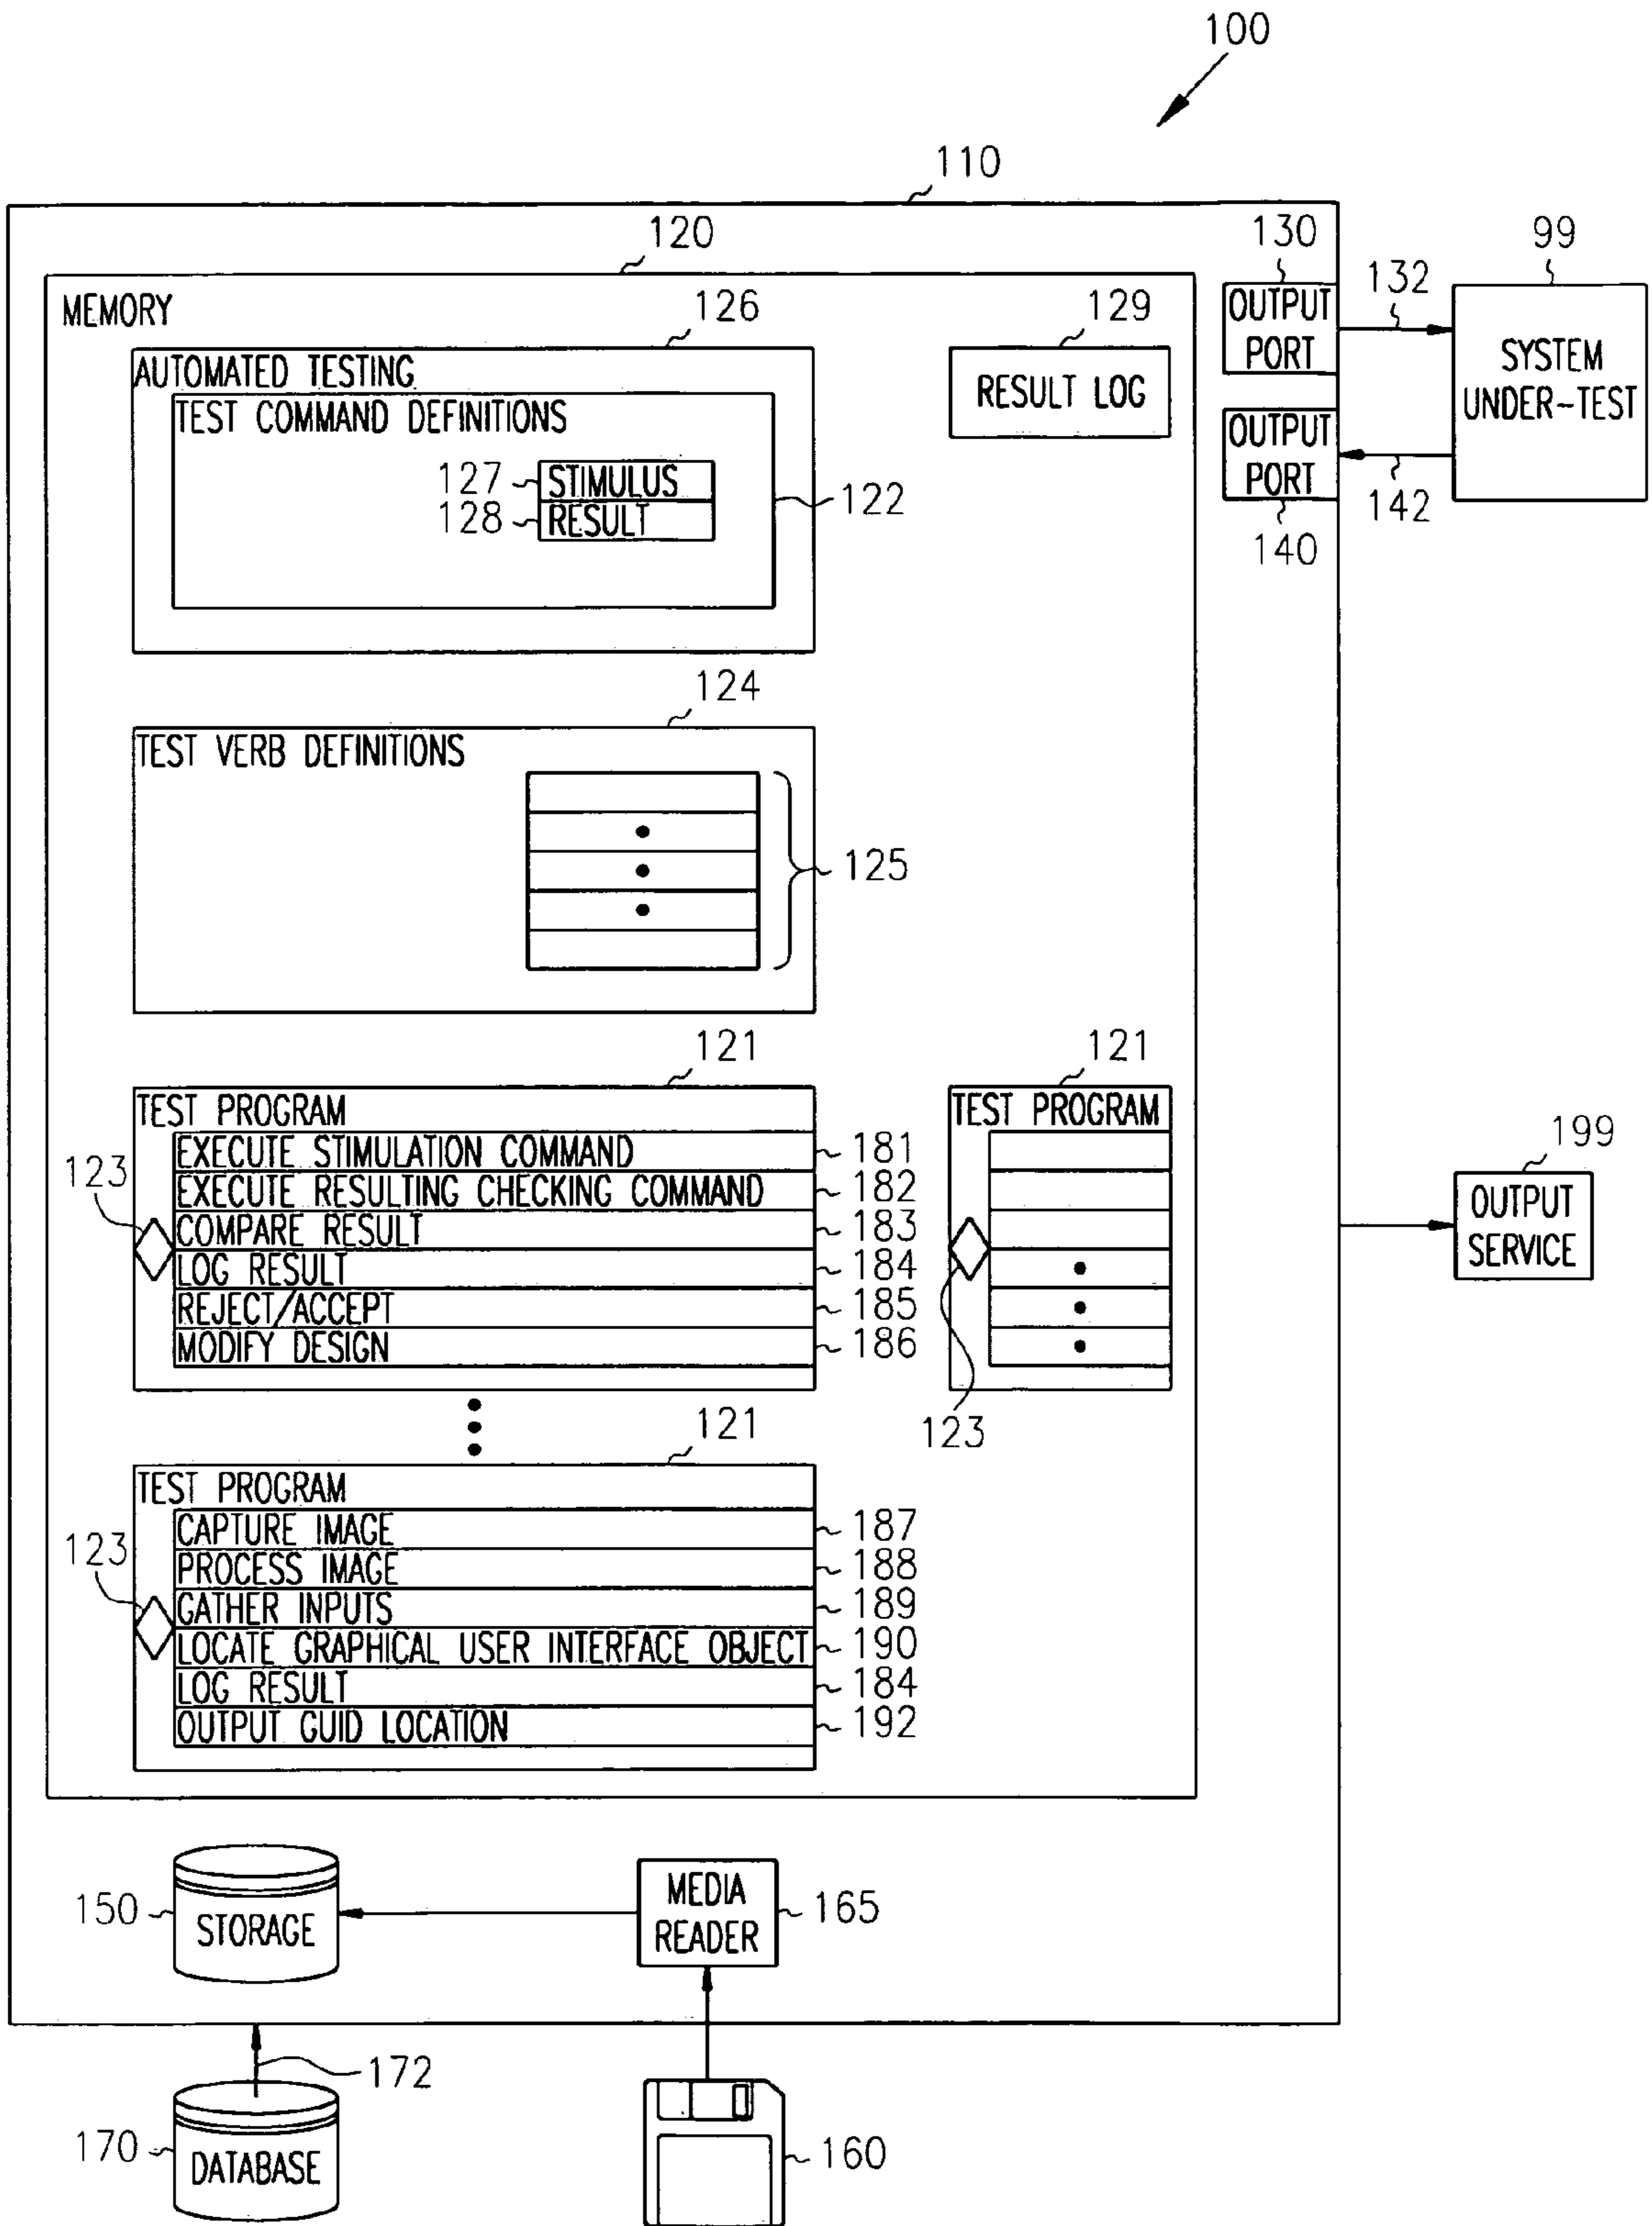 100
110
120
130
99
MEMORY
126
129
132
AUTOMATED TESTING
RESULT LOG
OUTPUT
PORT
SYSTEM
UNDER-TEST
TEST COMMAND DEFINITIONS
127
STIMULUS
122
128
RESULT
OUTPUT
PORT
142
140
124
TEST VERB DEFINITIONS
125
121
121
TEST PROGRAM
TEST PROGRAM
123
EXECUTE STIMULATION COMMAND
181
EXECUTE RESULTING CHECKING COMMAND
182
COMPARE RESULT
183
LOG RESULT
184
REJECT/ACCEPT
185
MODIFY DESIGN
186
123
199
OUTPUT
SERVICE
121
TEST PROGRAM
123
CAPTURE IMAGE
187
PROCESS IMAGE
188
GATHER INPUTS
189
LOCATE GRAPHICAL USER INTERFACE OBJECT
190
LOG RESULT
184
OUTPUT GUID LOCATION
192
150
STORAGE
MEDIA
READER
165
172
170
DATABASE
160